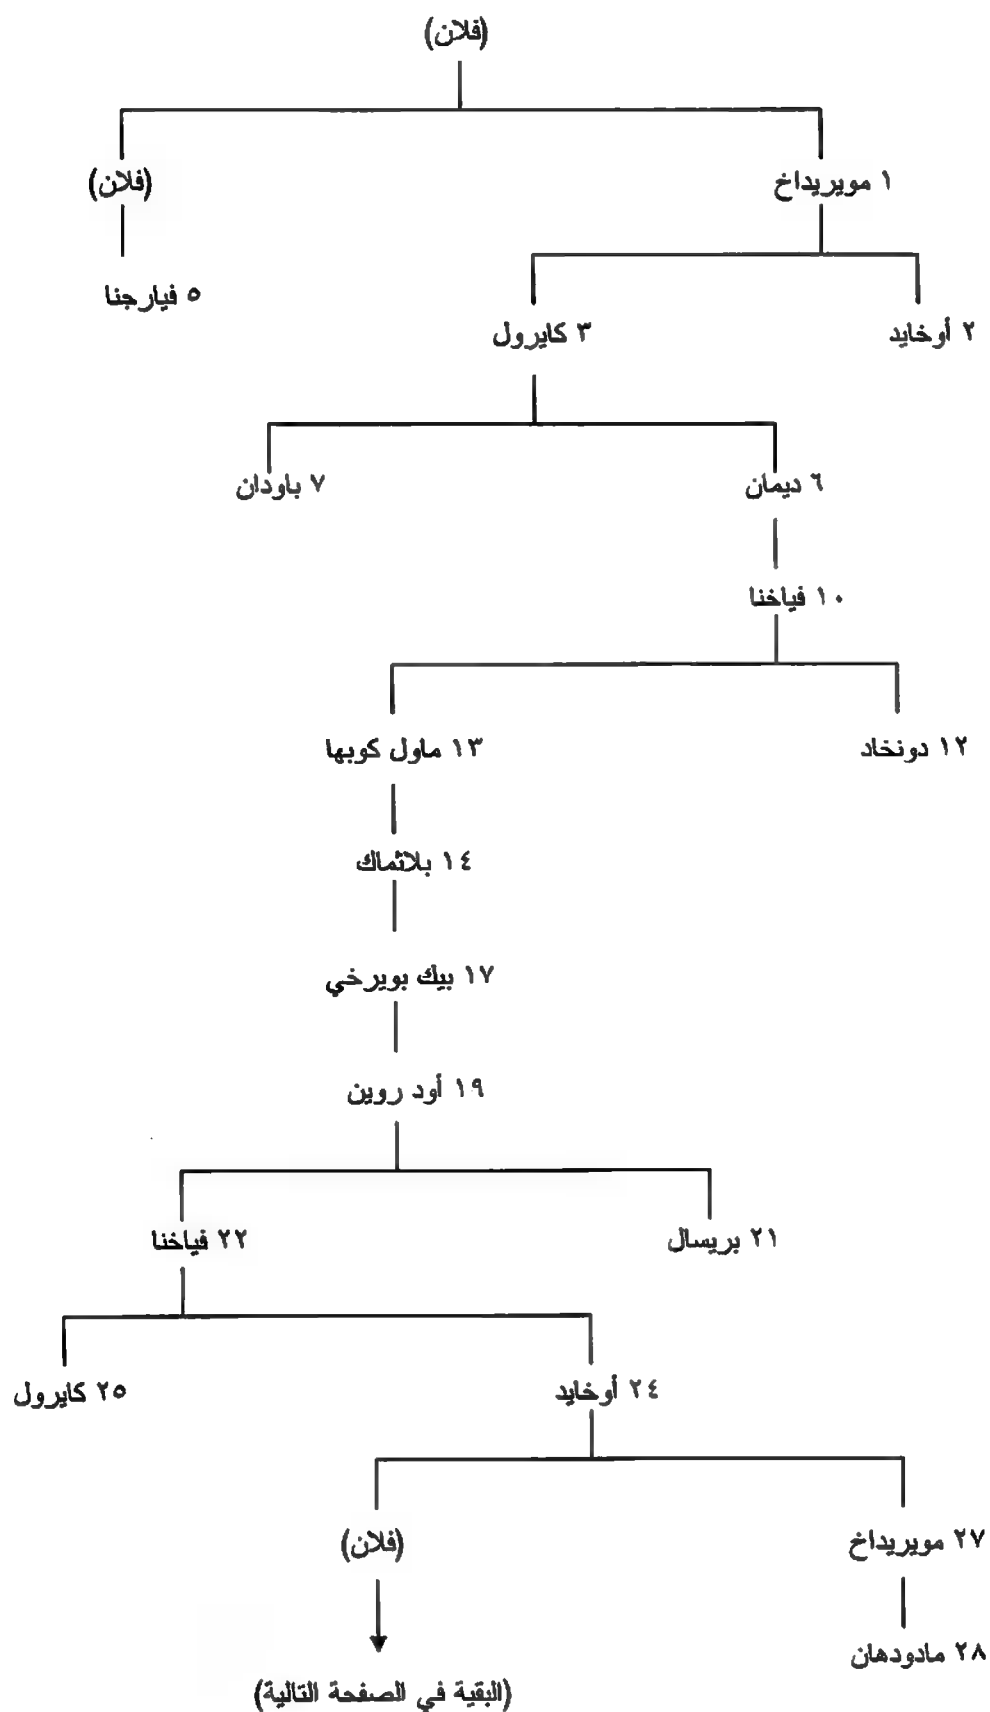 (فلان)
١ مويريداخ
(فلان)
٥ فيارجنا
٢ أوخايد
٣ كايرول
٦ ديمان
٧ باودان
١٠ فياخنا
١٢ دونخاد
١٣ ماول كوبها
١٤ بلاثماك
١٧ بيك بويرخي
١٩ أود روين
٢١ بريسال
٢٢ فياخنا
٢٤ أوخايد
٢٥ كايرول
٢٧ مويريداخ
(فلان)
٢٨ مادودهان
(البقية في الصفحة التالية)